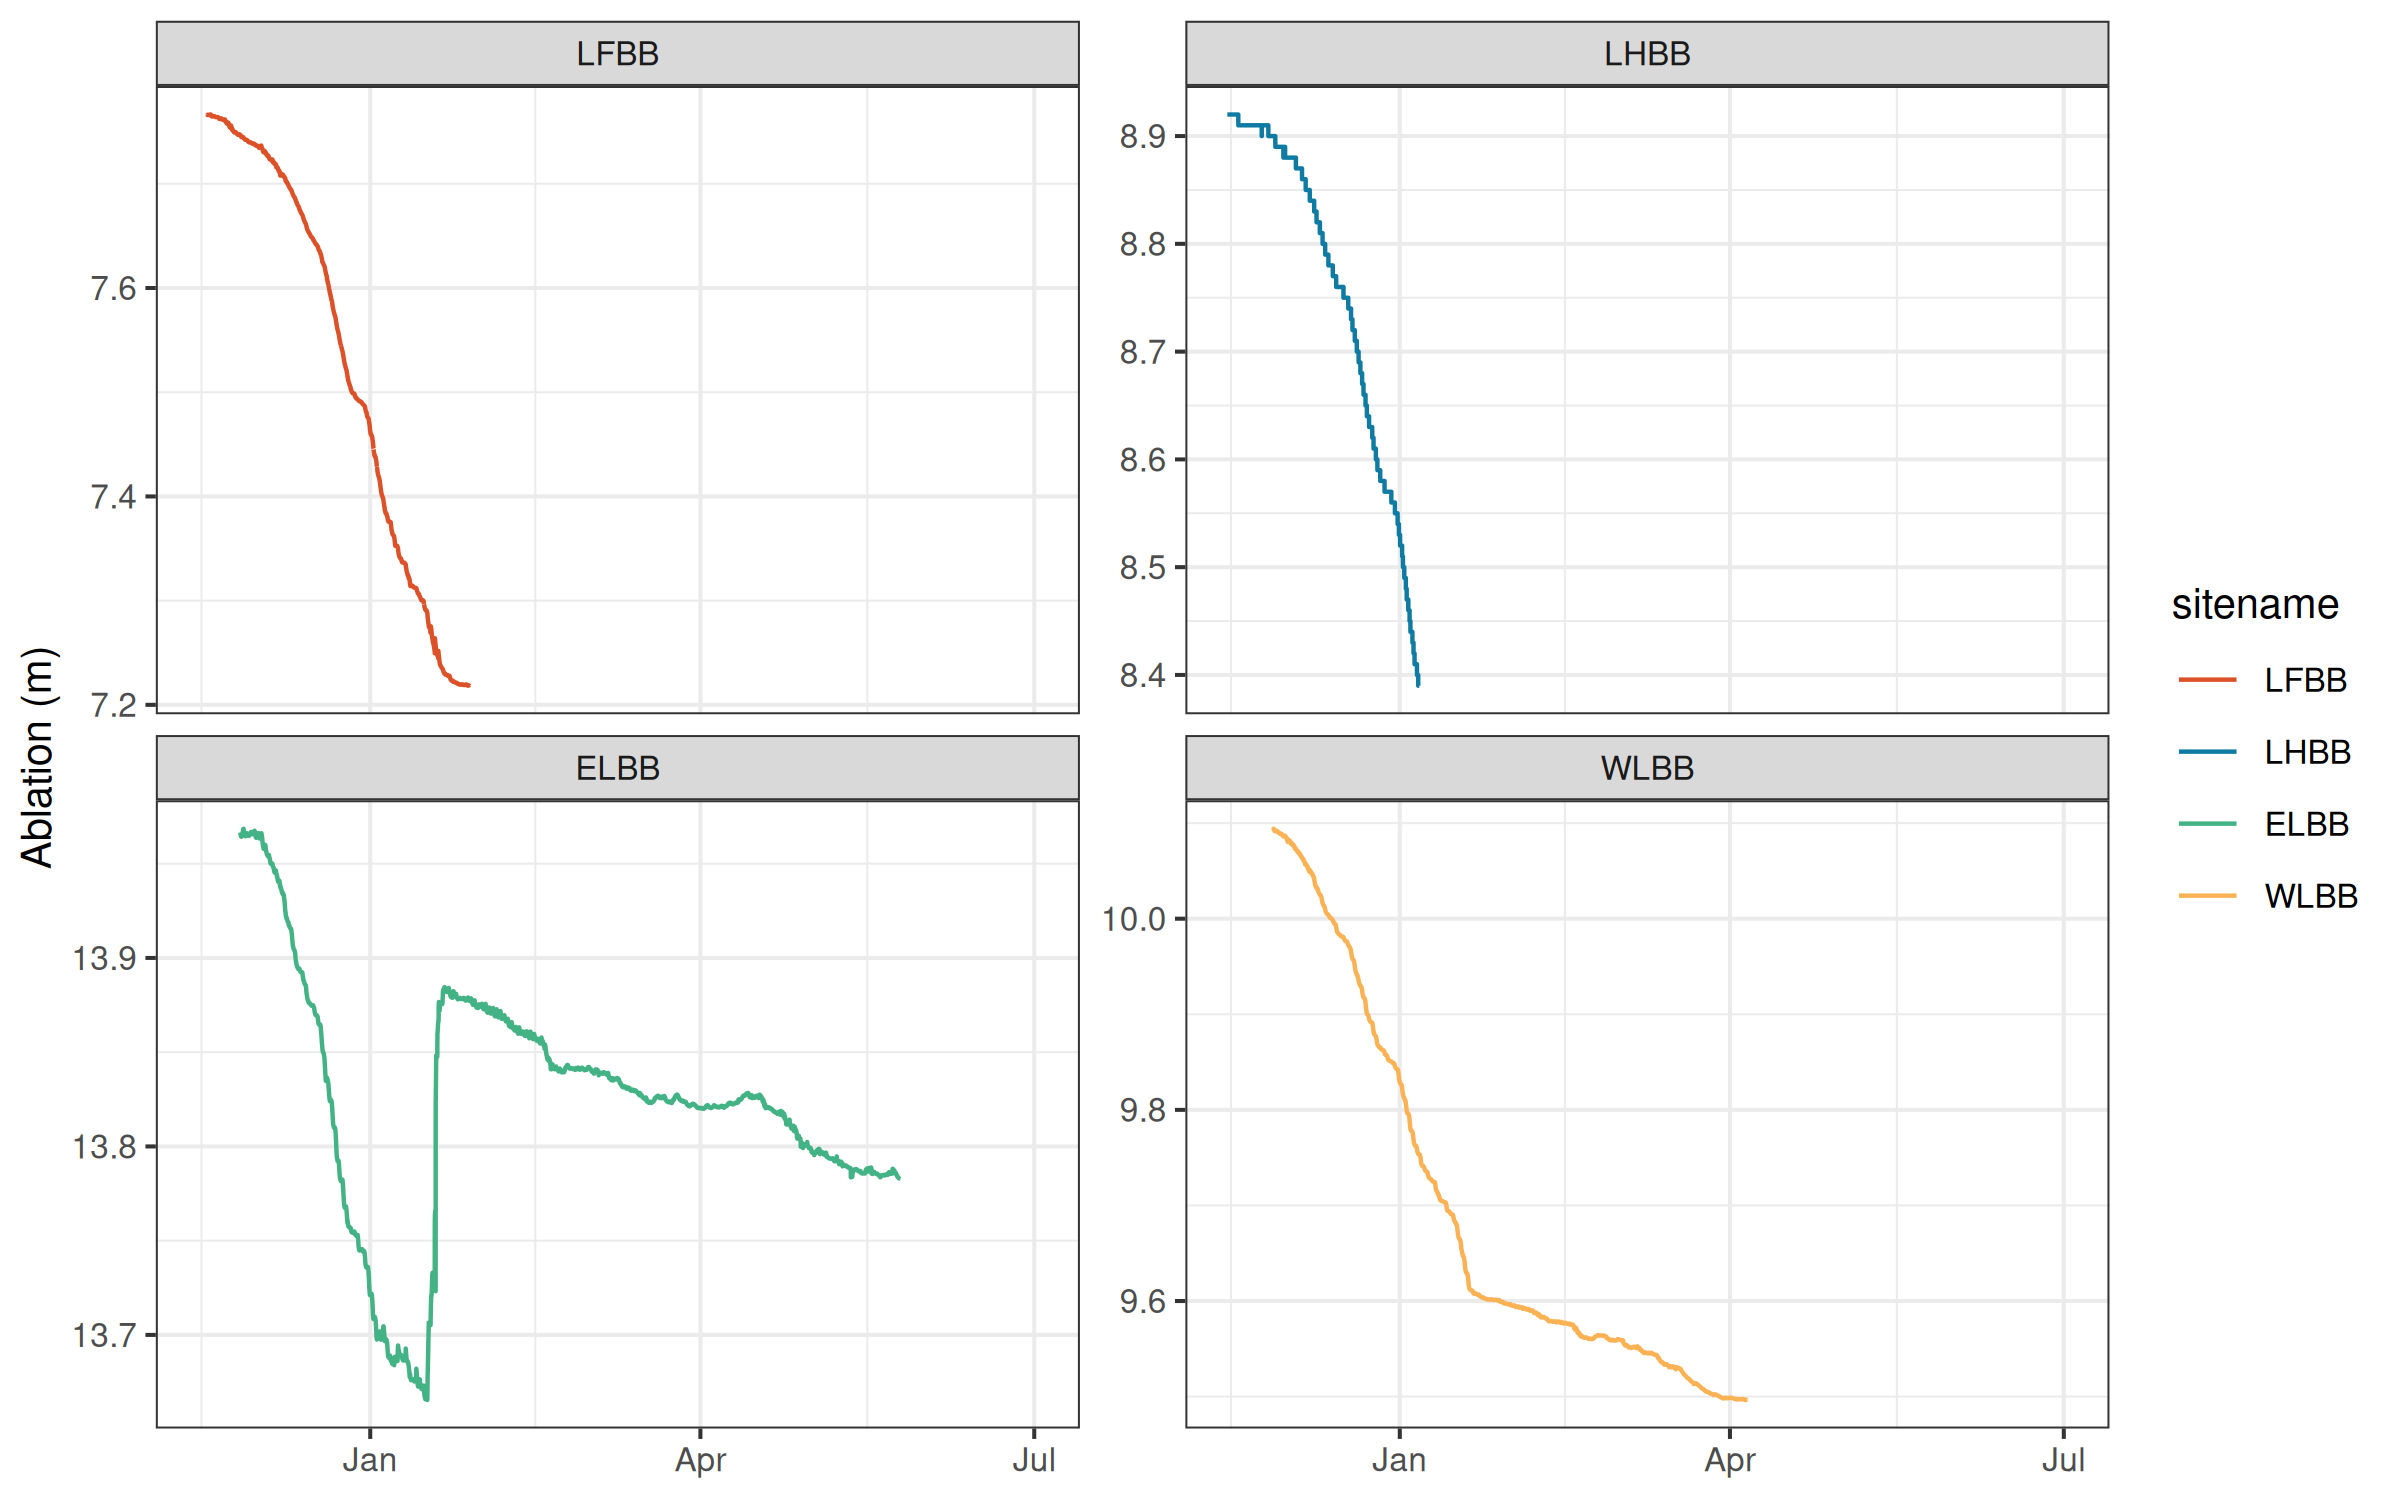 LFBB
LHBB
7.6
7.4
7.2
8.9
8.8
8.7
8.6
8.5
8.4
ELBB
WLBB
Ablation (m)
13.9
13.8
13.7
10.0
9.8
9.6
Jan
Apr
Jul
Jan
Apr
Jul
sitename
LFBB
LHBB
ELBB
WLBB